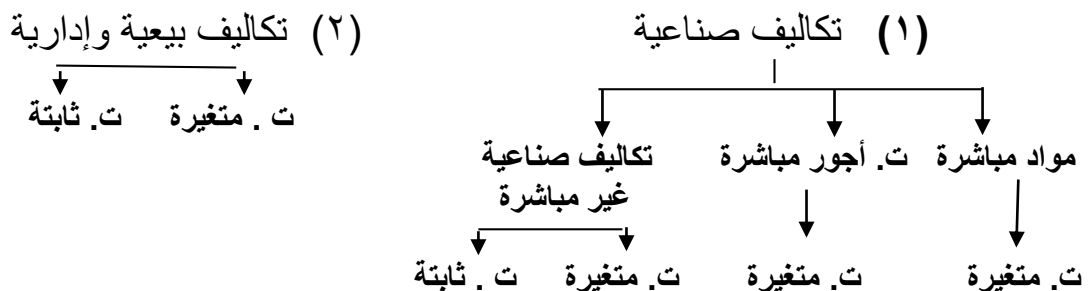 (١) تكاليف صناعية
(٢) تكاليف بيعية وإدارية
ت . متغيرة
ت. ثابتة
مواد مباشرة
ت. أجور مباشرة
تكاليف صناعية
غير مباشرة
ت. متغيرة
ت. متغيرة
ت. متغيرة
ت . ثابتة